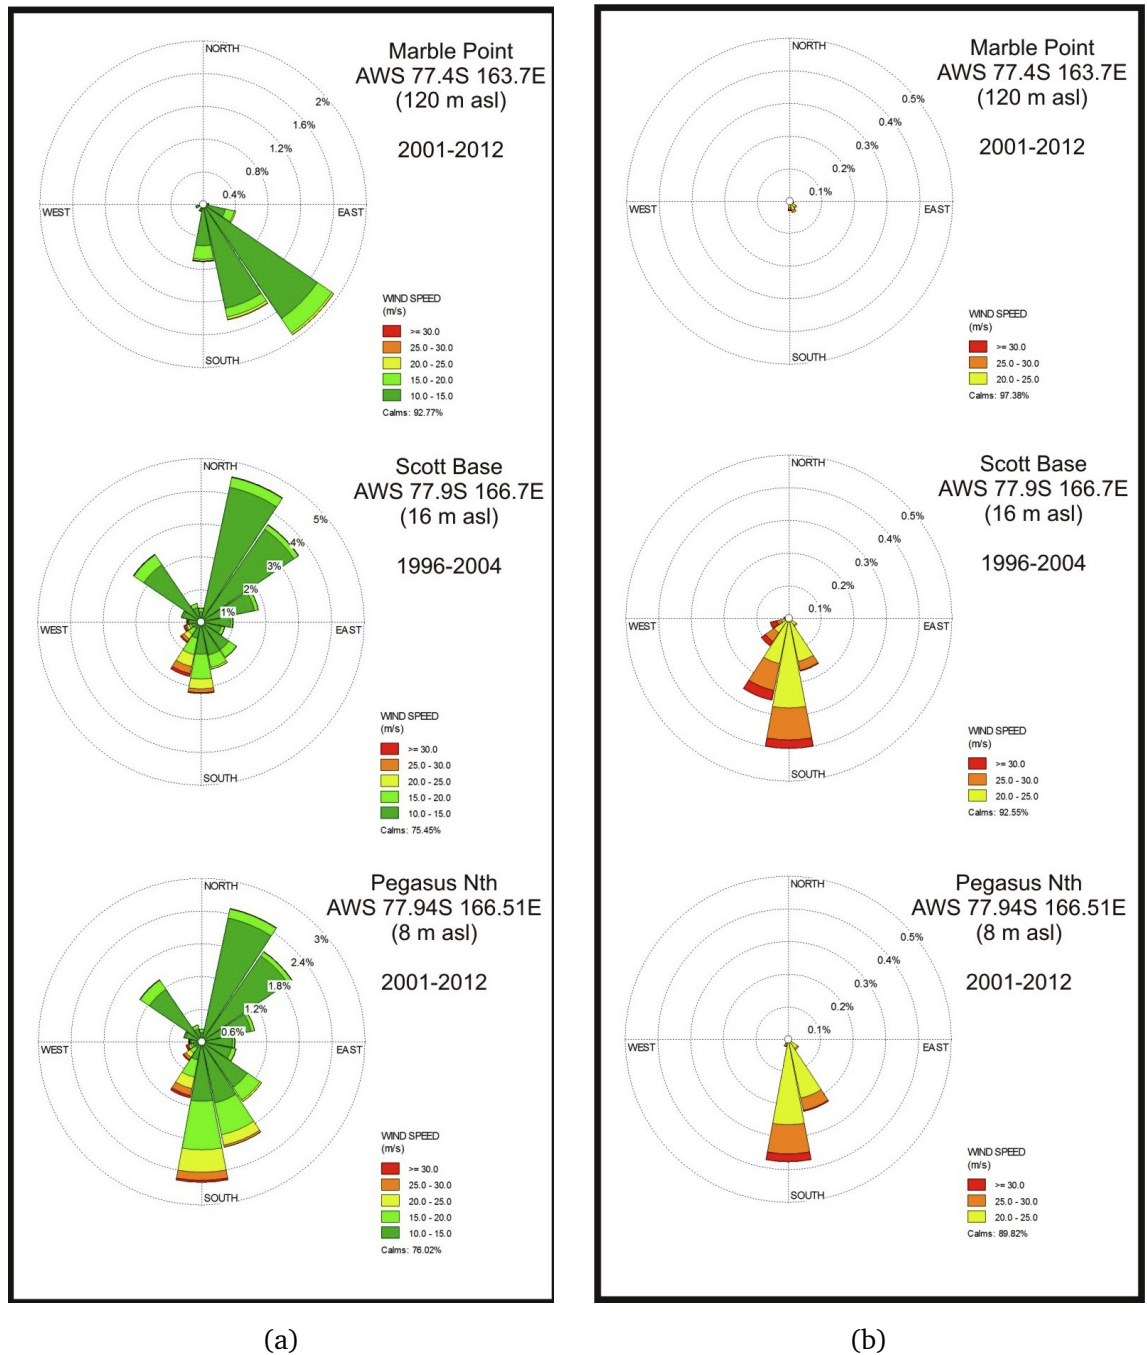 NORTH
Marble Point
AWS 77.4S 163.7E
(120 m asl)
2001-2012
2%
1.6%
1.2%
0.8%
0.4%
WEST
EAST
SOUTH
WIND SPEED
(m/s)
>= 30.0
25.0 - 30.0
20.0 - 25.0
15.0 - 20.0
10.0 - 15.0
Calms: 92.77%
NORTH
Scott Base
AWS 77.9S 166.7E
(16 m asl)
1996-2004
5%
4%
3%
2%
1%
WEST
EAST
SOUTH
WIND SPEED
(m/s)
>= 30.0
25.0 - 30.0
20.0 - 25.0
15.0 - 20.0
10.0 - 15.0
Calms: 75.45%
NORTH
Pegasus Nth
AWS 77.94S 166.51E
(8 m asl)
2001-2012
3%
2.4%
1.8%
1.2%
0.6%
WEST
EAST
SOUTH
WIND SPEED
(m/s)
>= 30.0
25.0 - 30.0
20.0 - 25.0
15.0 - 20.0
10.0 - 15.0
Calms: 76.02%
(a)
NORTH
Marble Point
AWS 77.4S 163.7E
(120 m asl)
2001-2012
0.5%
0.4%
0.3%
0.2%
0.1%
WEST
EAST
SOUTH
WIND SPEED
(m/s)
>= 30.0
25.0 - 30.0
20.0 - 25.0
Calms: 97.38%
NORTH
Scott Base
AWS 77.9S 166.7E
(16 m asl)
1996-2004
0.5%
0.4%
0.3%
0.2%
0.1%
WEST
EAST
SOUTH
WIND SPEED
(m/s)
>= 30.0
25.0 - 30.0
20.0 - 25.0
Calms: 92.55%
NORTH
Pegasus Nth
AWS 77.94S 166.51E
(8 m asl)
2001-2012
0.5%
0.4%
0.3%
0.2%
0.1%
WEST
EAST
SOUTH
WIND SPEED
(m/s)
>= 30.0
25.0 - 30.0
20.0 - 25.0
Calms: 89.82%
(b)